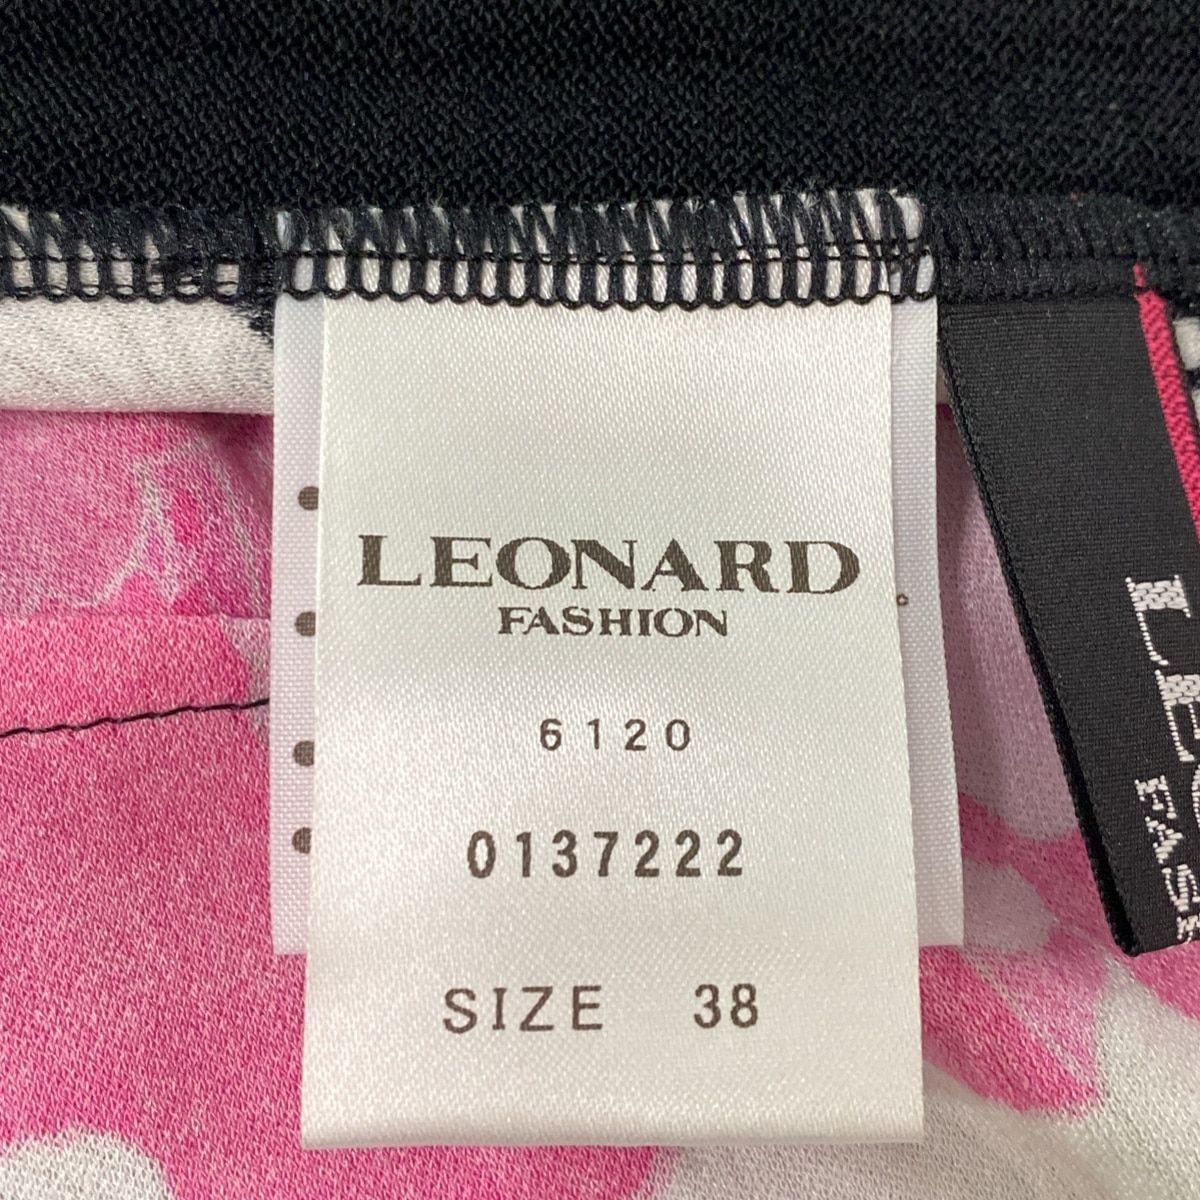 LEONARD
FASHION
6120
0137222
SIZE 38